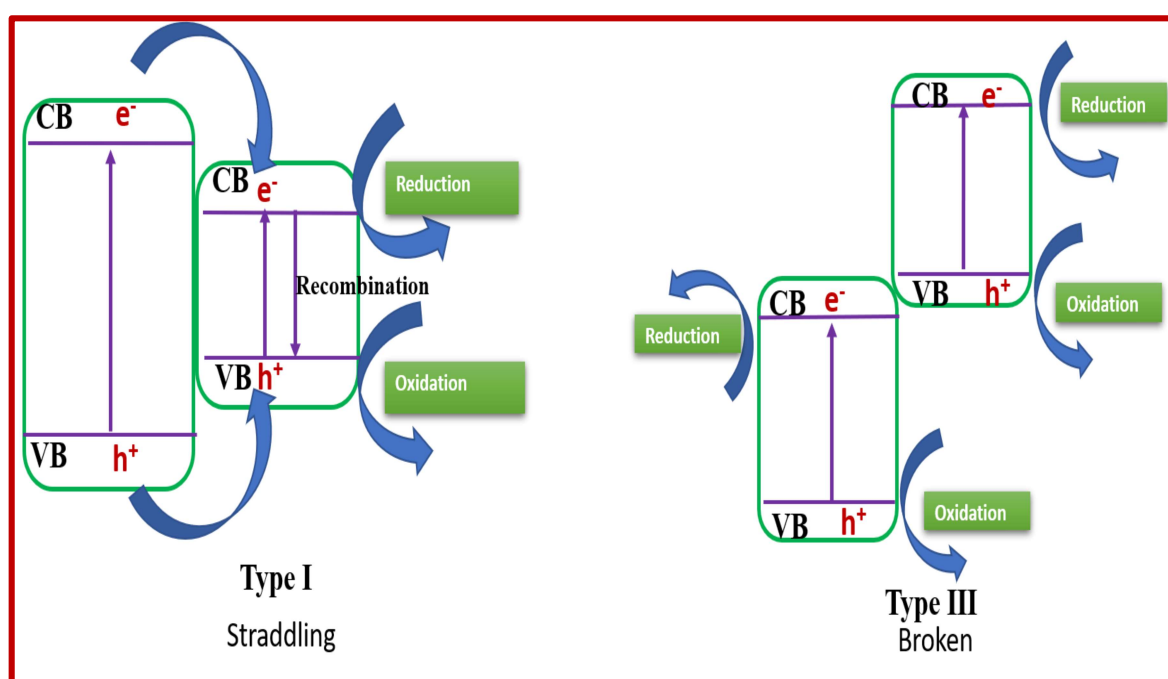 CB e-
CB e-
Reduction
Recombination
VB h+
Oxidation
VB h+
Type I
Straddling
CB e-
Reduction
VB h+
Oxidation
CB e-
Reduction
VB h+
Oxidation
Type III
Broken